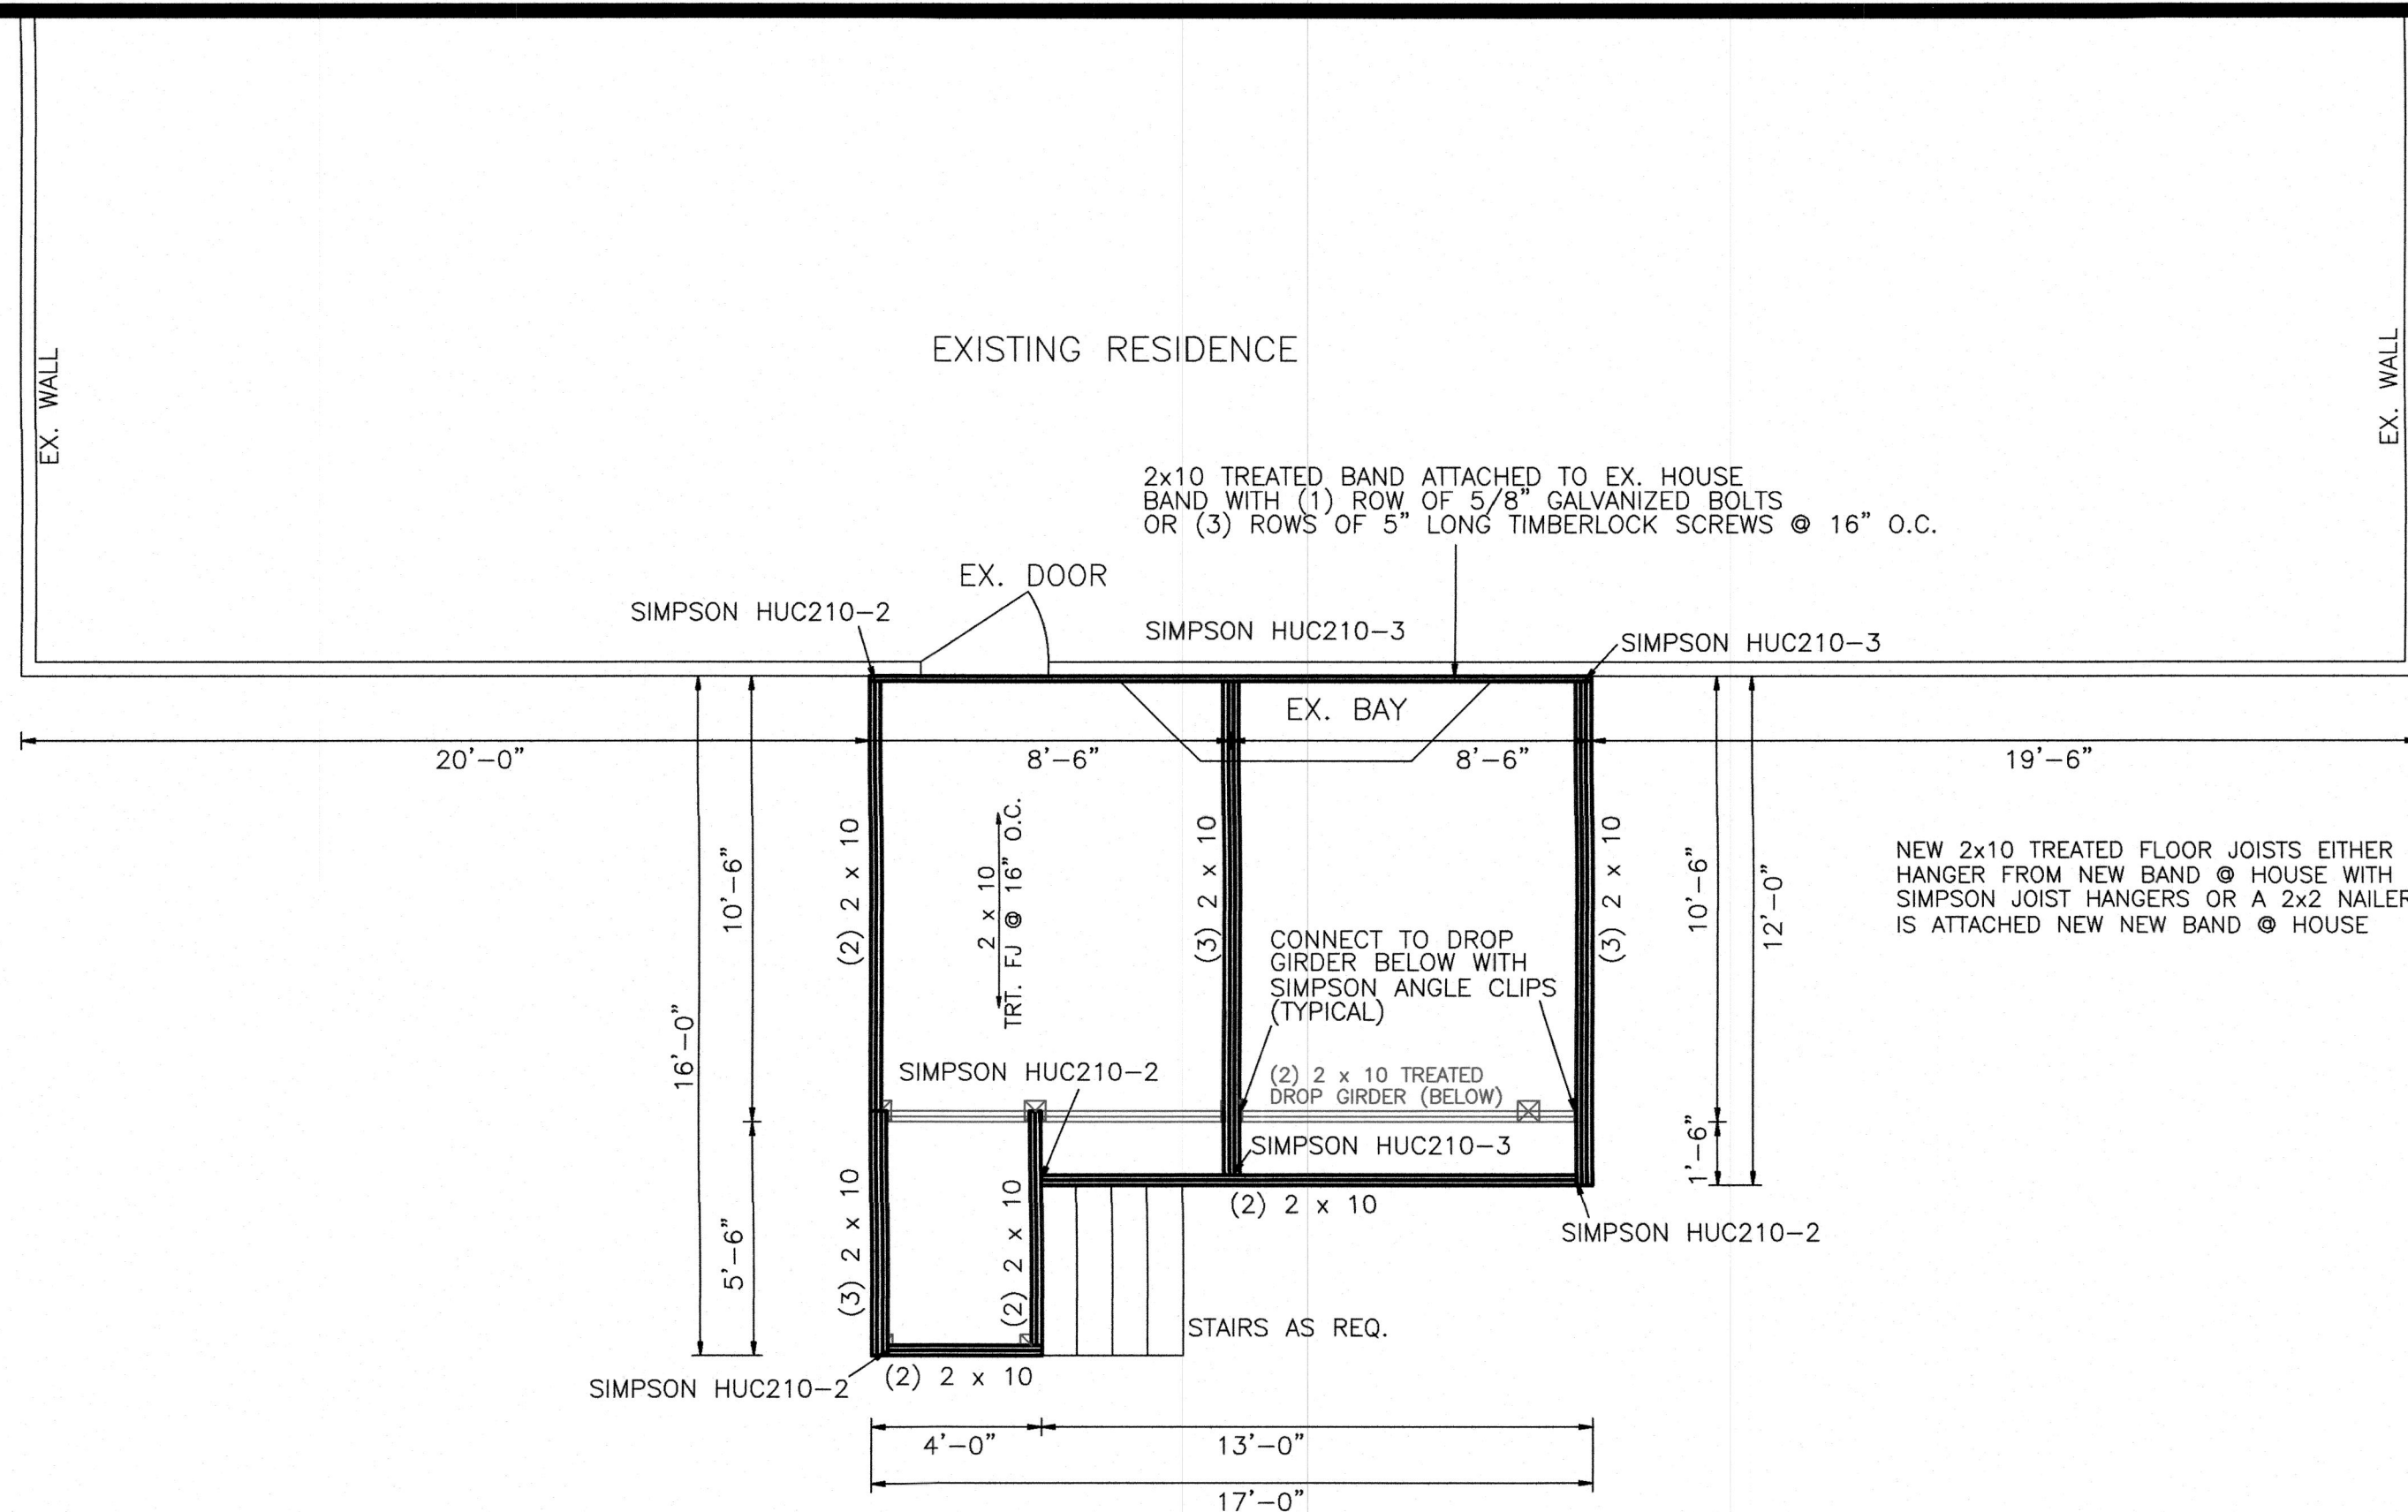 EXISTING RESIDENCE
EX. WALL
EX. WALL
2x10 TREATED BAND ATTACHED TO EX. HOUSE
BAND WITH (1) ROW OF 5/8" GALVANIZED BOLTS
OR (3) ROWS OF 5" LONG TIMBERLOCK SCREWS @ 16" O.C.
EX. DOOR
SIMPSON HUC210-2
SIMPSON HUC210-3
SIMPSON HUC210-3
EX. BAY
20'-0"
8'-6"
8'-6"
19'-6"
16'-0"
10'-6"
(2) 2 x 10
2 x 10
TRT. FJ @ 16" O.C.
(3) 2 x 10
(3) 2 x 10
10'-6"
12'-0"
NEW 2x10 TREATED FLOOR JOISTS EITHER
HANGER FROM NEW BAND @ HOUSE WITH
SIMPSON JOIST HANGERS OR A 2x2 NAILER
IS ATTACHED NEW NEW BAND @ HOUSE
CONNECT TO DROP
GIRDER BELOW WITH
SIMPSON ANGLE CLIPS
(TYPICAL)
SIMPSON HUC210-2
(2) 2 x 10 TREATED
DROP GIRDER (BELOW)
SIMPSON HUC210-3
1'-6"
5'-6"
(3) 2 x 10
(2) 2 x 10
(2) 2 x 10
SIMPSON HUC210-2
STAIRS AS REQ.
SIMPSON HUC210-2
(2) 2 x 10
4'-0"
13'-0"
17'-0"